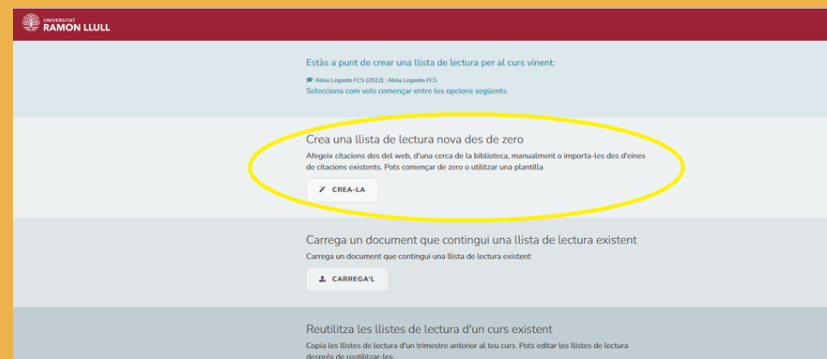 UNIVERSITAT
RAMON LLULL
Estàs a punt de crear una llista de lectura per al curs vinent:
Alma Loganto FCS (2022) : Alma Loganto FCS
Selecciona com vols començar entre les opcions següents
Crea una llista de lectura nova des de zero
Afegeix citacions des del web, d'una cerca de la biblioteca, manualment o importa-les des d'eines
de citacions existents. Pots començar de zero o utilitzar una plantilla
CREA-LA
Carrega un document que contingui una llista de lectura existent
Carrega un document que contingui una llista de lectura existent
CARREGA'L
Reutilitza les llistes de lectura d'un curs existent
Copia les llistes de lectura d'un trimestre anterior al teu curs. Pots editar les llistes de lectura
després de reutilitzar-les.